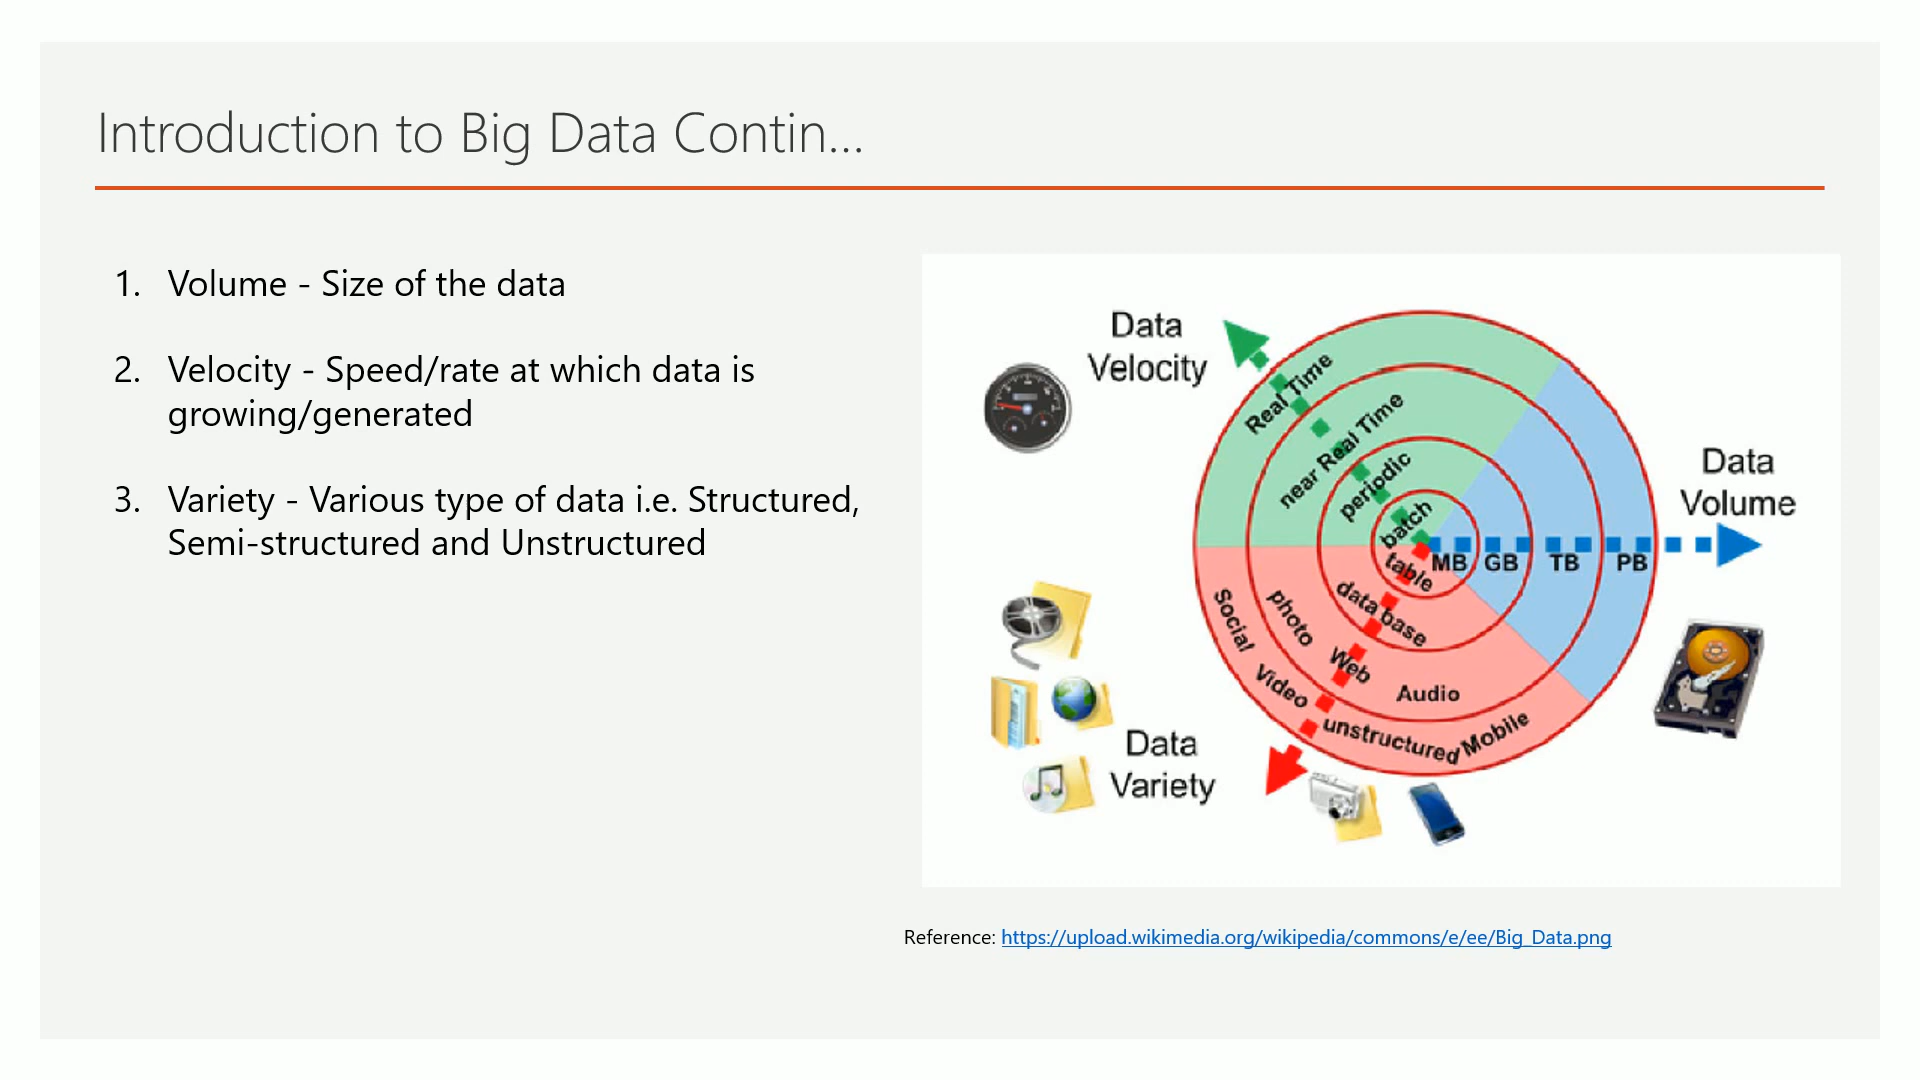 Introduction to Big Data Contin...
1. Volume - Size of the data
2. Velocity - Speed/rate at which data is
growing/generated
3. Variety - Various type of data i.e. Structured,
Semi-structured and Unstructured
Data
Velocity
Real Time
near Real Time
periodic
batch
Data
Volume
MB GB TB PB
table
data base
photo
Web
Audio
Social
Video
unstructured
Mobile
Data
Variety
Reference: https://upload.wikimedia.org/wikipedia/commons/e/ee/Big_Data.png